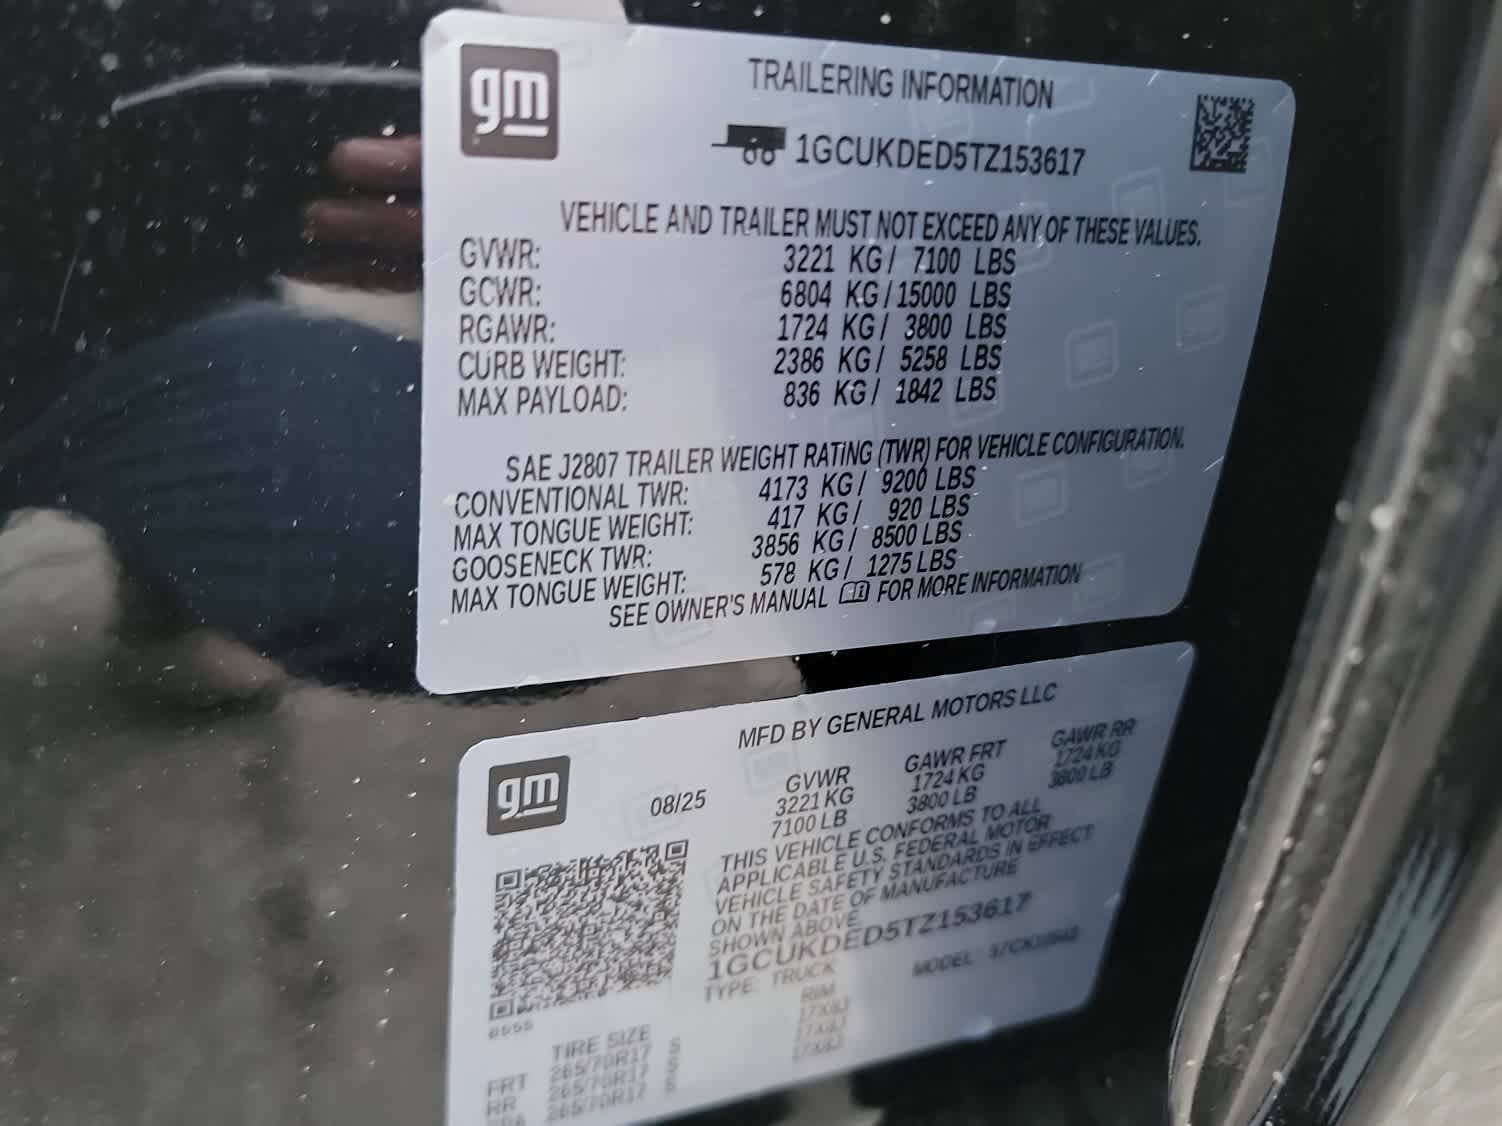 gm
TRAILERING INFORMATION
1GCUKDED5TZ153617
VEHICLE AND TRAILER MUST NOT EXCEED ANY OF THESE VALUES.
GVWR: 3221 KG / 7100 LBS
GCWR: 6804 KG / 15000 LBS
RGAWR: 1724 KG / 3800 LBS
CURB WEIGHT: 2386 KG / 5258 LBS
MAX PAYLOAD: 836 KG / 1842 LBS
SAE J2807 TRAILER WEIGHT RATING (TWR) FOR VEHICLE CONFIGURATION.
CONVENTIONAL TWR: 4173 KG / 9200 LBS
MAX TONGUE WEIGHT: 417 KG / 920 LBS
GOOSENECK TWR: 3856 KG / 8500 LBS
MAX TONGUE WEIGHT: 578 KG / 1275 LBS
SEE OWNER'S MANUAL FOR MORE INFORMATION
gm
MFD BY GENERAL MOTORS LLC
08/25
GVWR GAWR FRT GAWR RR
3221 KG 1724 KG 1724 KG
7100 LB 3800 LB 3800 LB
THIS VEHICLE CONFORMS TO ALL
APPLICABLE U.S. FEDERAL MOTOR
VEHICLE SAFETY STANDARDS IN EFFECT
ON THE DATE OF MANUFACTURE
SHOWN ABOVE.
1GCUKDED5TZ153617
TYPE: TRUCK MODEL:
TIRE SIZE RIM
FRT 265/70R17 S 17X8J
RR 265/70R17 S 17X8J
265/70R17 S 17X8J